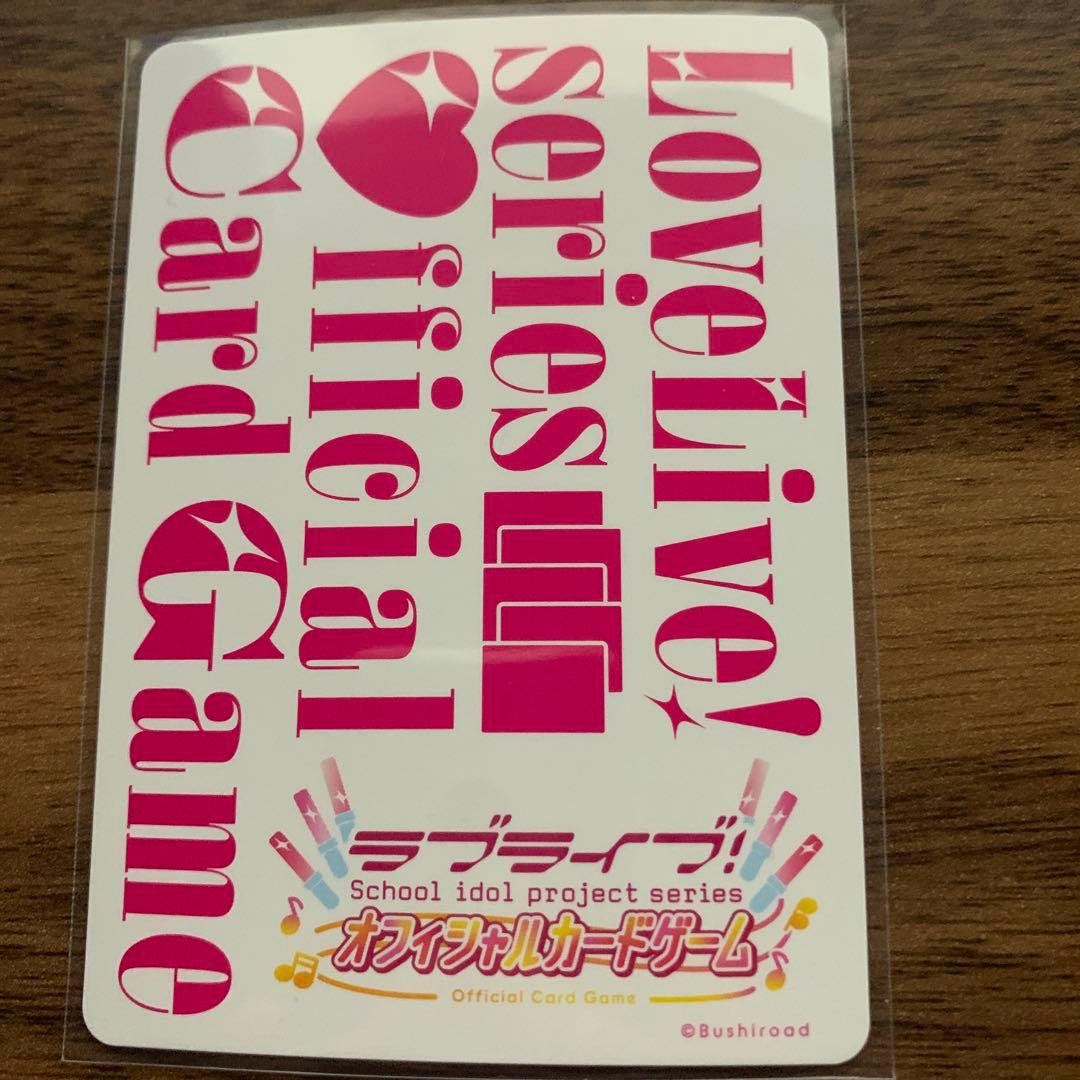 LoveLive!
series
Official
Card Game
ラブライブ!
School idol project series
オフィシャルカードゲーム
Official Card Game
©Bushiroad